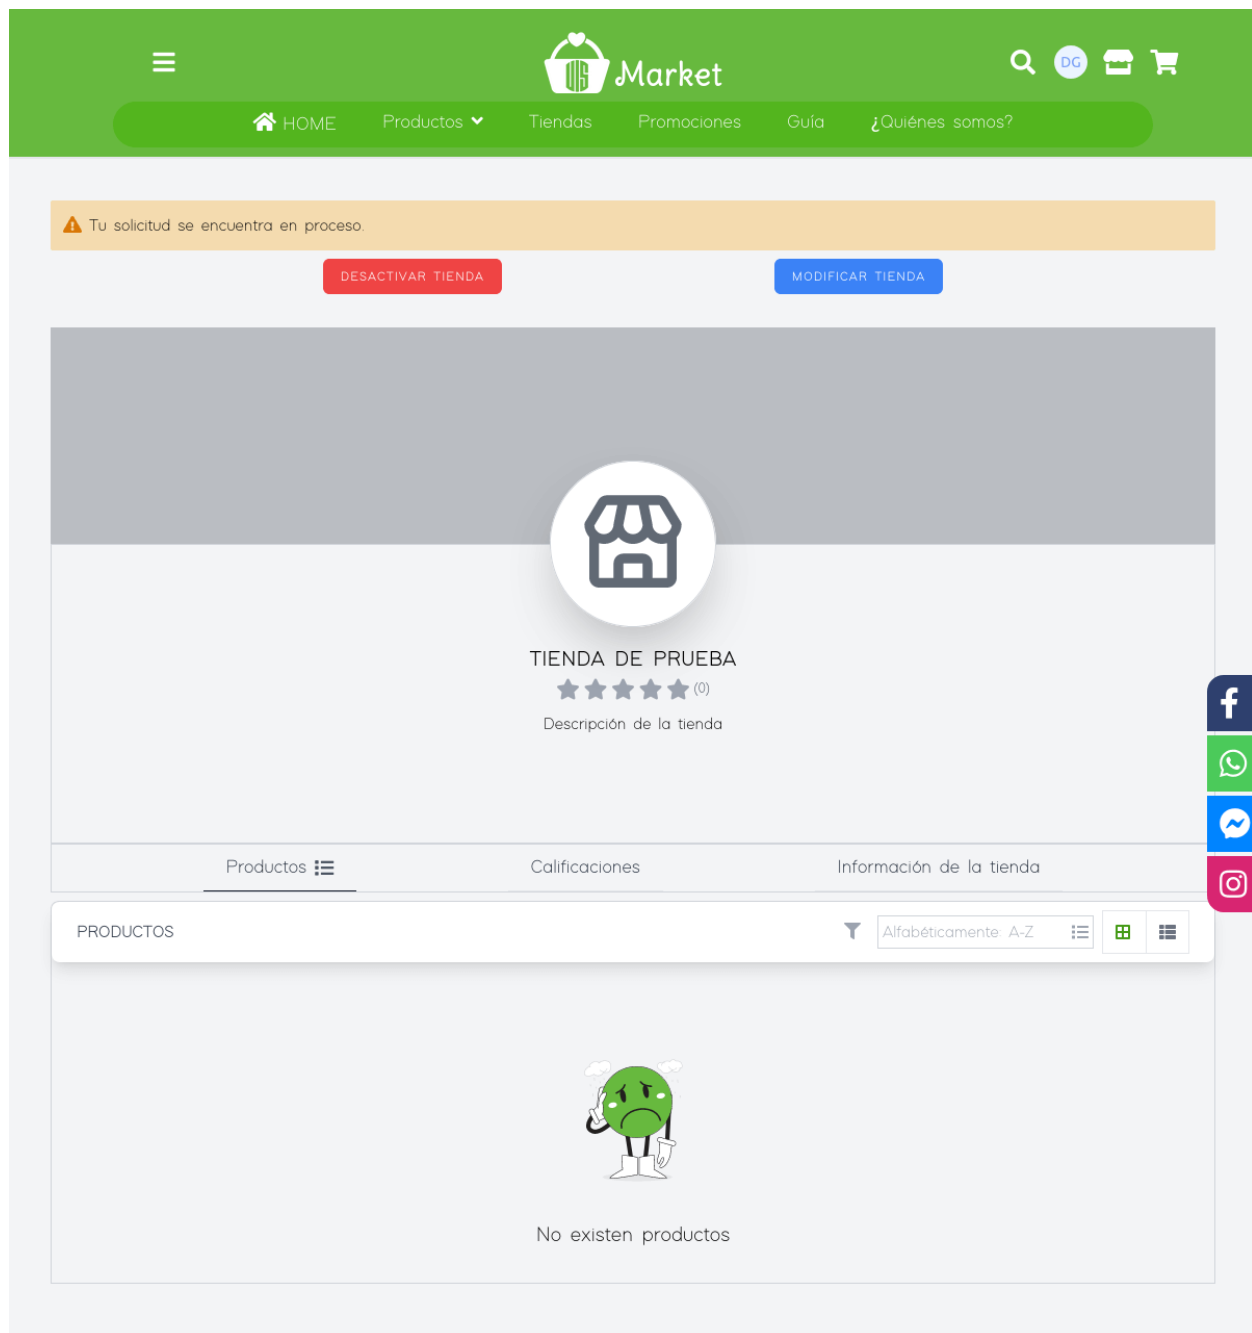 UIS Market
DG
HOME Productos Tiendas Promociones Guía ¿Quiénes somos?
Tu solicitud se encuentra en proceso.
DESACTIVAR TIENDA MODIFICAR TIENDA
TIENDA DE PRUEBA
(0)
Descripción de la tienda
Productos Calificaciones Información de la tienda
PRODUCTOS Alfabéticamente: A-Z
No existen productos